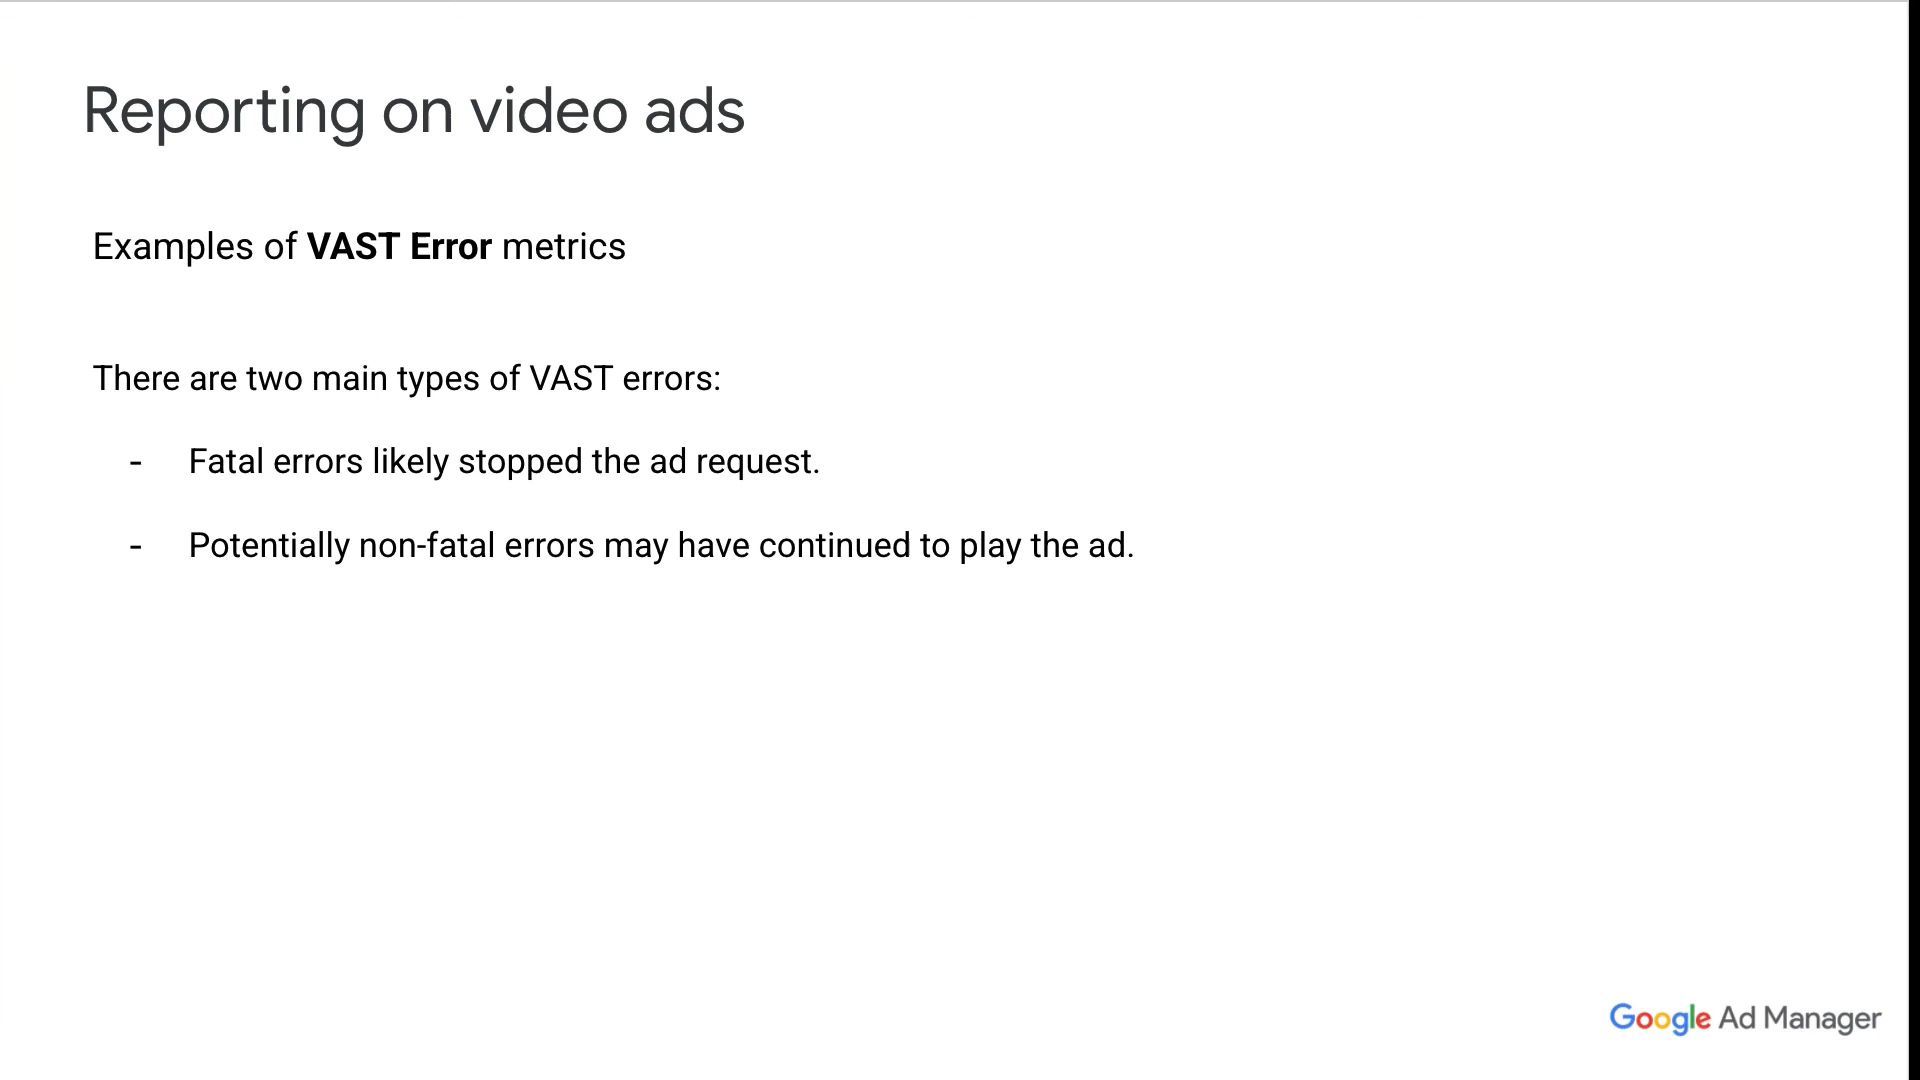 Reporting on video ads
Examples of VAST Error metrics
There are two main types of VAST errors:
- Fatal errors likely stopped the ad request.
- Potentially non-fatal errors may have continued to play the ad.
Google Ad Manager